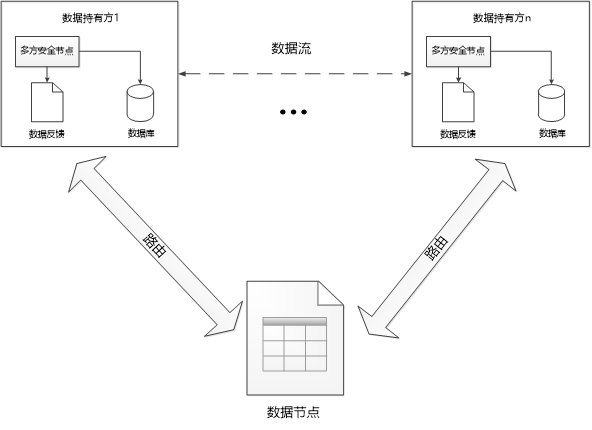 数据持有方1
多方安全节点
数据反馈
数据库
数据流
...
数据持有方n
多方安全节点
数据反馈
数据库
路由
路由
数据节点